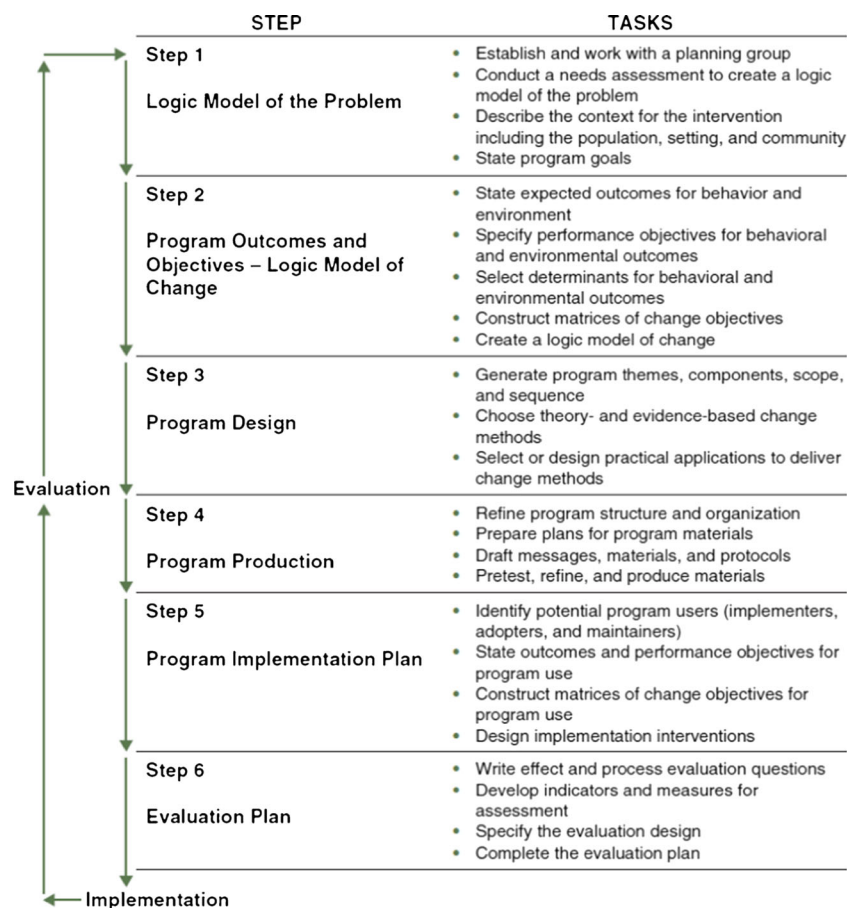 STEP
TASKS
Step 1
Logic Model of the Problem
• Establish and work with a planning group
• Conduct a needs assessment to create a logic
model of the problem
• Describe the context for the intervention
including the population, setting, and community
• State program goals
Step 2
Program Outcomes and
Objectives – Logic Model of
Change
• State expected outcomes for behavior and
environment
• Specify performance objectives for behavioral
and environmental outcomes
• Select determinants for behavioral and
environmental outcomes
• Construct matrices of change objectives
• Create a logic model of change
Step 3
Program Design
• Generate program themes, components, scope,
and sequence
• Choose theory- and evidence-based change
methods
• Select or design practical applications to deliver
change methods
Evaluation
Step 4
Program Production
• Refine program structure and organization
• Prepare plans for program materials
• Draft messages, materials, and protocols
• Pretest, refine, and produce materials
Step 5
Program Implementation Plan
• Identify potential program users (implementers,
adopters, and maintainers)
• State outcomes and performance objectives for
program use
• Construct matrices of change objectives for
program use
• Design implementation interventions
Step 6
Evaluation Plan
• Write effect and process evaluation questions
• Develop indicators and measures for
assessment
• Specify the evaluation design
• Complete the evaluation plan
Implementation